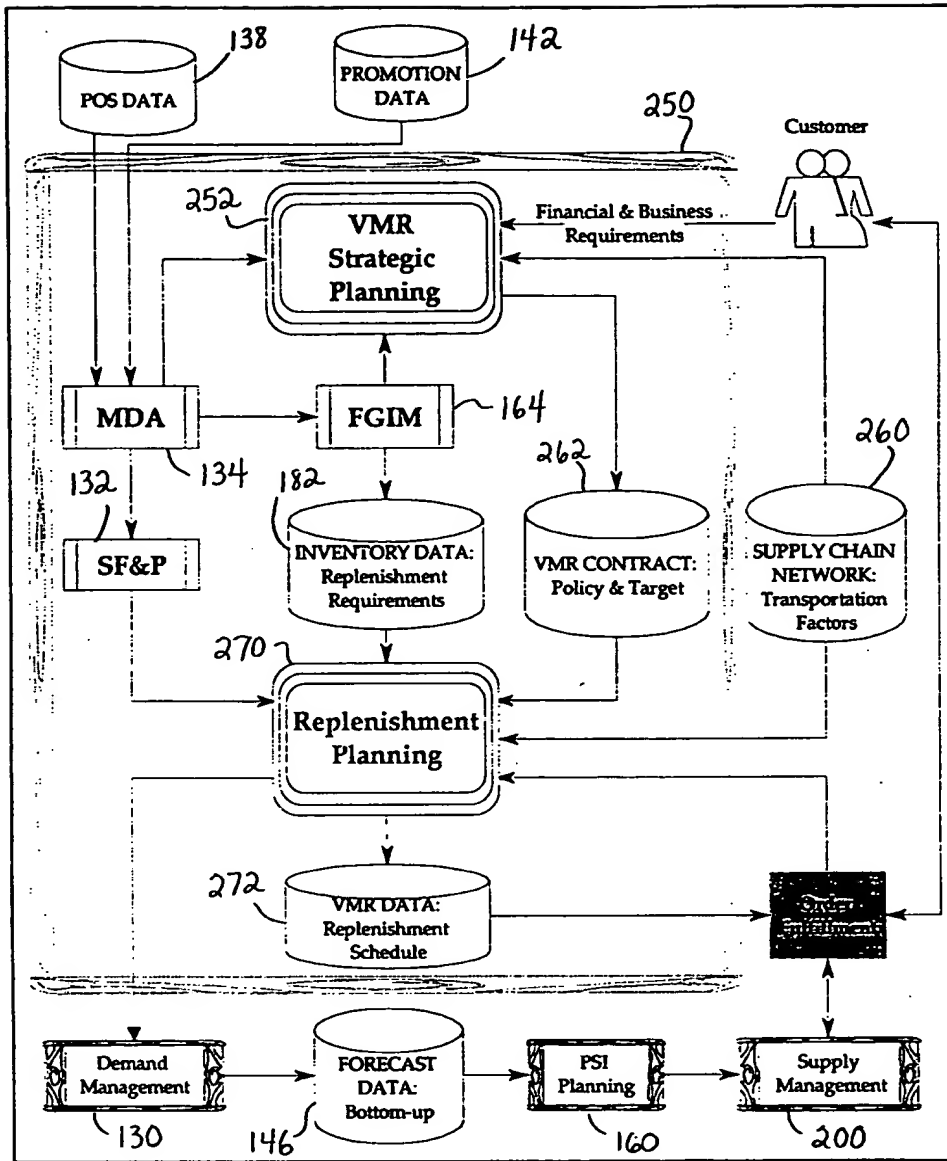 138
142
POS DATA
PROMOTION
DATA
250
Customer
252
VMR
Strategic
Planning
Financial & Business
Requirements
MDA
FGIM
164
134
132
262
260
182
SF&P
INVENTORY DATA:
Replenishment
Requirements
VMR CONTRACT:
Policy & Target
SUPPLY CHAIN
NETWORK:
Transportation
Factors
270
Replenishment
Planning
272
VMR DATA:
Replenishment
Schedule
Order
Fulfillment
Demand
Management
FORECAST
DATA:
Bottom-up
PSI
Planning
Supply
Management
130
146
160
200